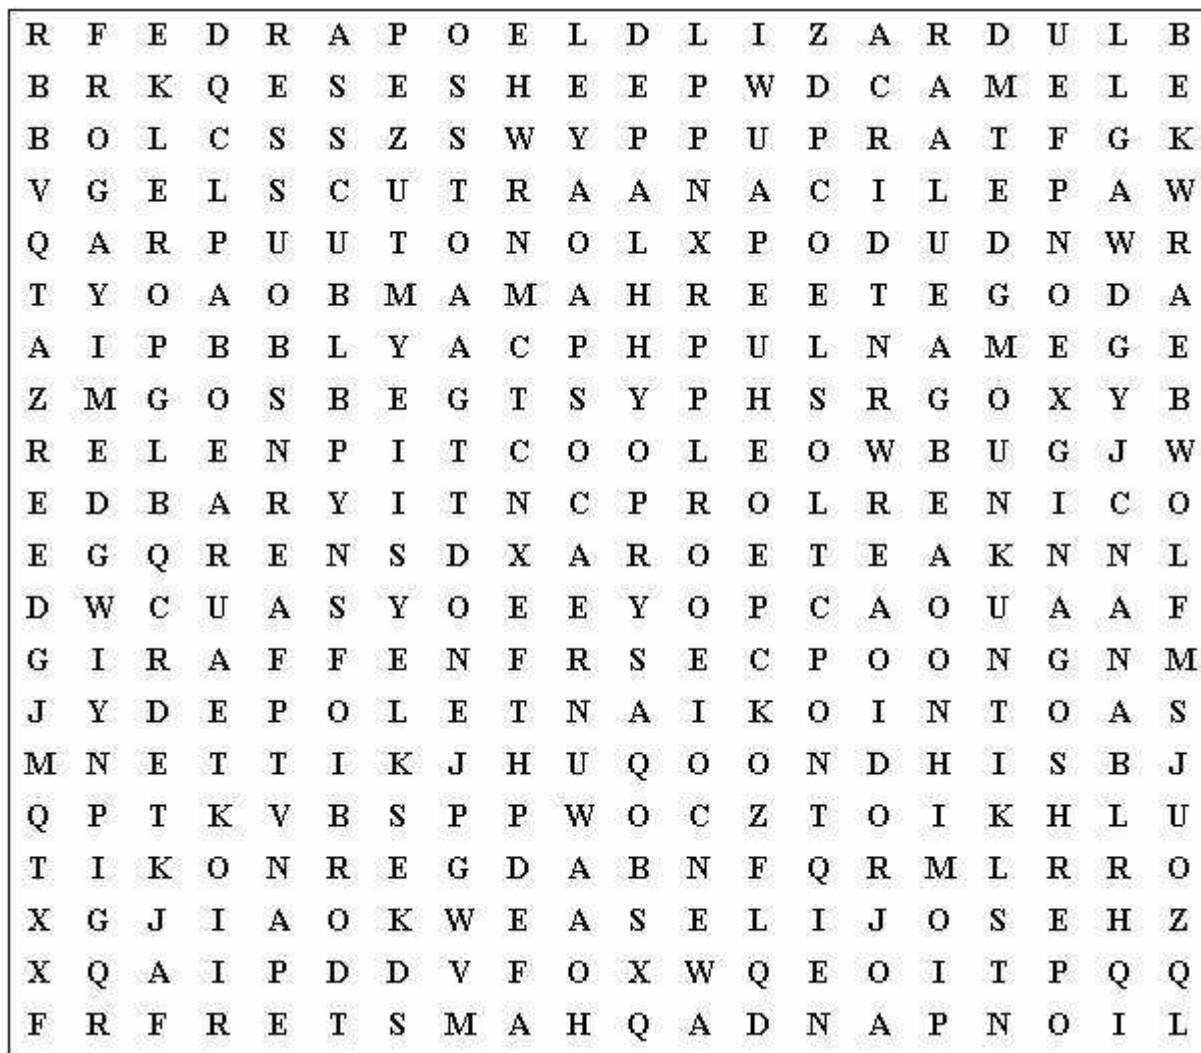 R F E D R A P O E L D L I Z A R D U L B
B R K Q E S E S H E E P W D C A M E L E
B O L C S S Z S W Y P P U P R A T F G K
V G E L S C U T R A A N A C I L E P A W
Q A R P U U T O N O L X P O D U D N W R
T Y O A O B M A M A H R E E T E G O D A
A I P B B L Y A C P H P U L N A M E G E
Z M G O S B E G T S Y P H S R G O X Y B
R E L E N P I T C O O L E O W B U G J W
E D B A R Y I T N C P R O L R E N I C O
E G Q R E N S D X A R O E T E A K N N L
D W C U A S Y O E E Y O P C A O U A A F
G I R A F F E N F R S E C P O O N G N M
J Y D E P O L E T N A I K O I N T O A S
M N E T T I K J H U Q O O N D H I S B J
Q P T K V B S P P W O C Z T O I K H L U
T I K O N R E G D A B N F Q R M L R R O
X G J I A O K W E A S E L I J O S E H Z
X Q A I P D D V F O X W Q E O I T P Q Q
F R F R E T S M A H Q A D N A P N O I L